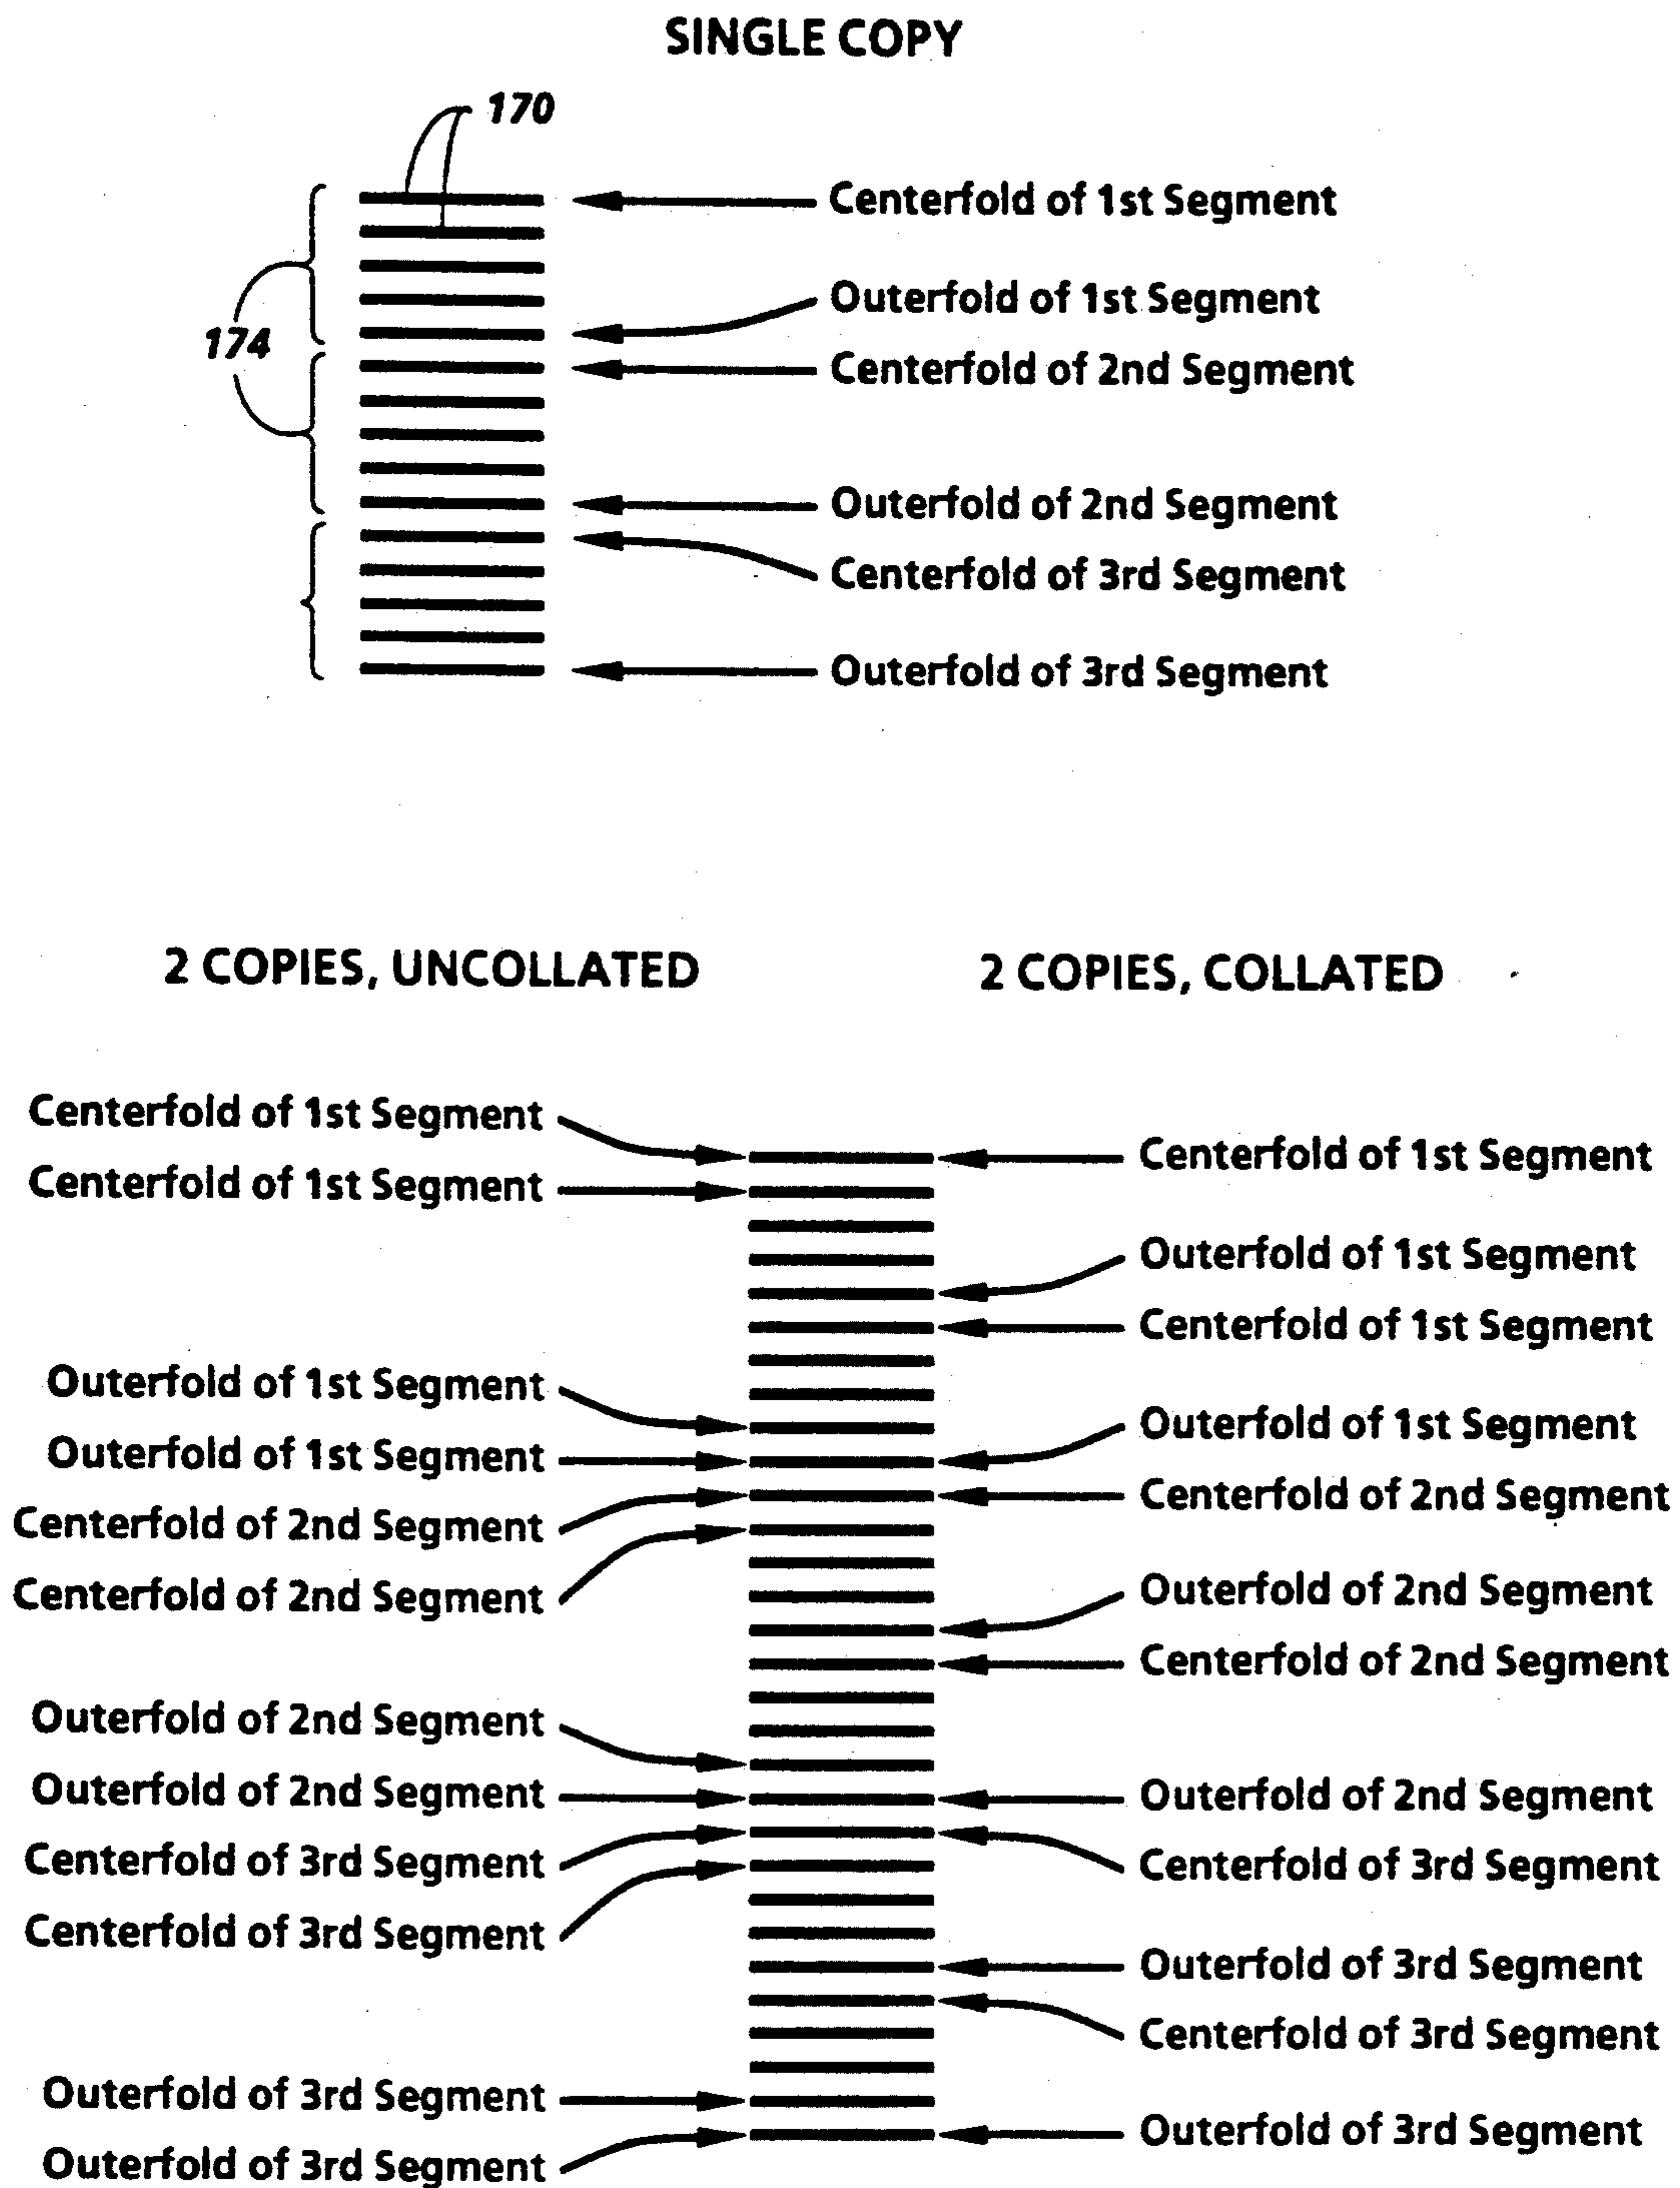 SINGLE COPY
170
Centerfold of 1st Segment
Outerfold of 1st Segment
174
Centerfold of 2nd Segment
Outerfold of 2nd Segment
Centerfold of 3rd Segment
Outerfold of 3rd Segment
2 COPIES, UNCOLLATED
Centerfold of 1st Segment
Centerfold of 1st Segment
Outerfold of 1st Segment
Outerfold of 1st Segment
Centerfold of 2nd Segment
Centerfold of 2nd Segment
Outerfold of 2nd Segment
Outerfold of 2nd Segment
Centerfold of 3rd Segment
Centerfold of 3rd Segment
Outerfold of 3rd Segment
Outerfold of 3rd Segment
2 COPIES, COLLATED
Centerfold of 1st Segment
Outerfold of 1st Segment
Centerfold of 1st Segment
Outerfold of 1st Segment
Centerfold of 2nd Segment
Outerfold of 2nd Segment
Centerfold of 2nd Segment
Outerfold of 2nd Segment
Centerfold of 3rd Segment
Outerfold of 3rd Segment
Centerfold of 3rd Segment
Outerfold of 3rd Segment